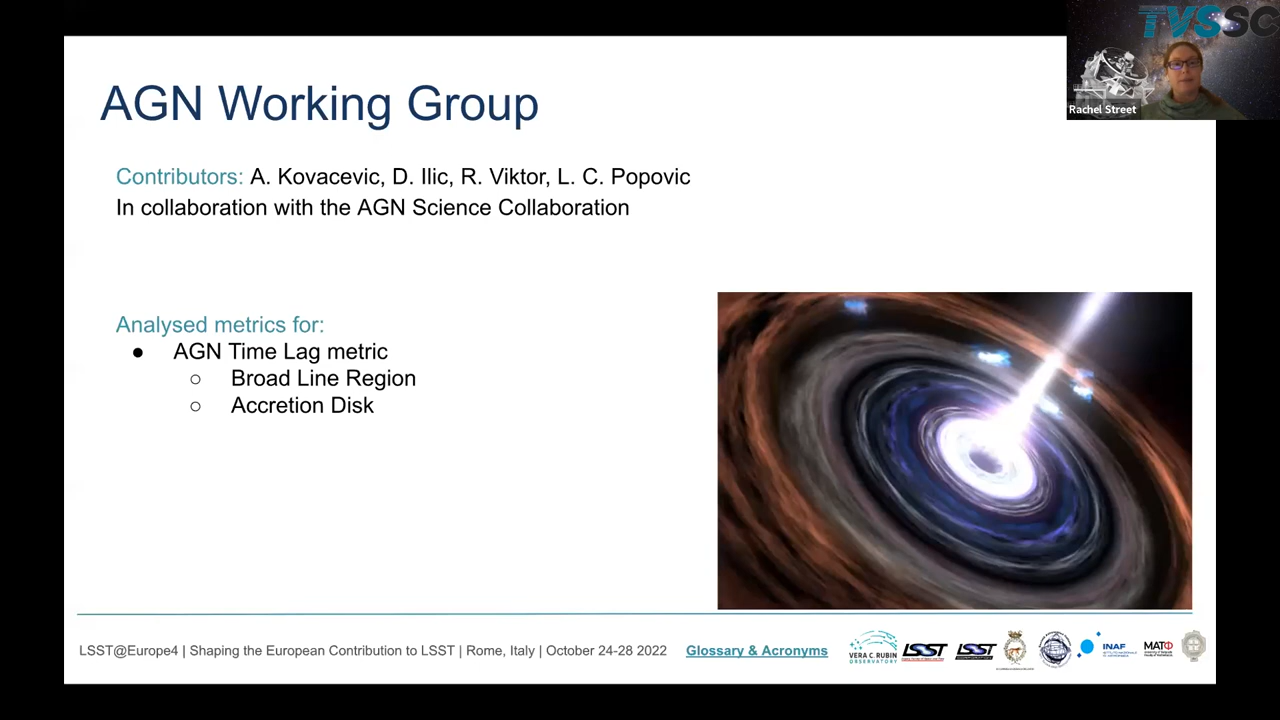 TVSSC
Rachel Street
AGN Working Group
Contributors: A. Kovacevic, D. Ilic, R. Viktor, L. C. Popovic
In collaboration with the AGN Science Collaboration
Analysed metrics for:
● AGN Time Lag metric
○ Broad Line Region
○ Accretion Disk
LSST@Europe4 | Shaping the European Contribution to LSST | Rome, Italy | October 24-28 2022
Glossary & Acronyms
VERA C. RUBIN
OBSERVATORY
LSST
LSST
INAF
MATФ